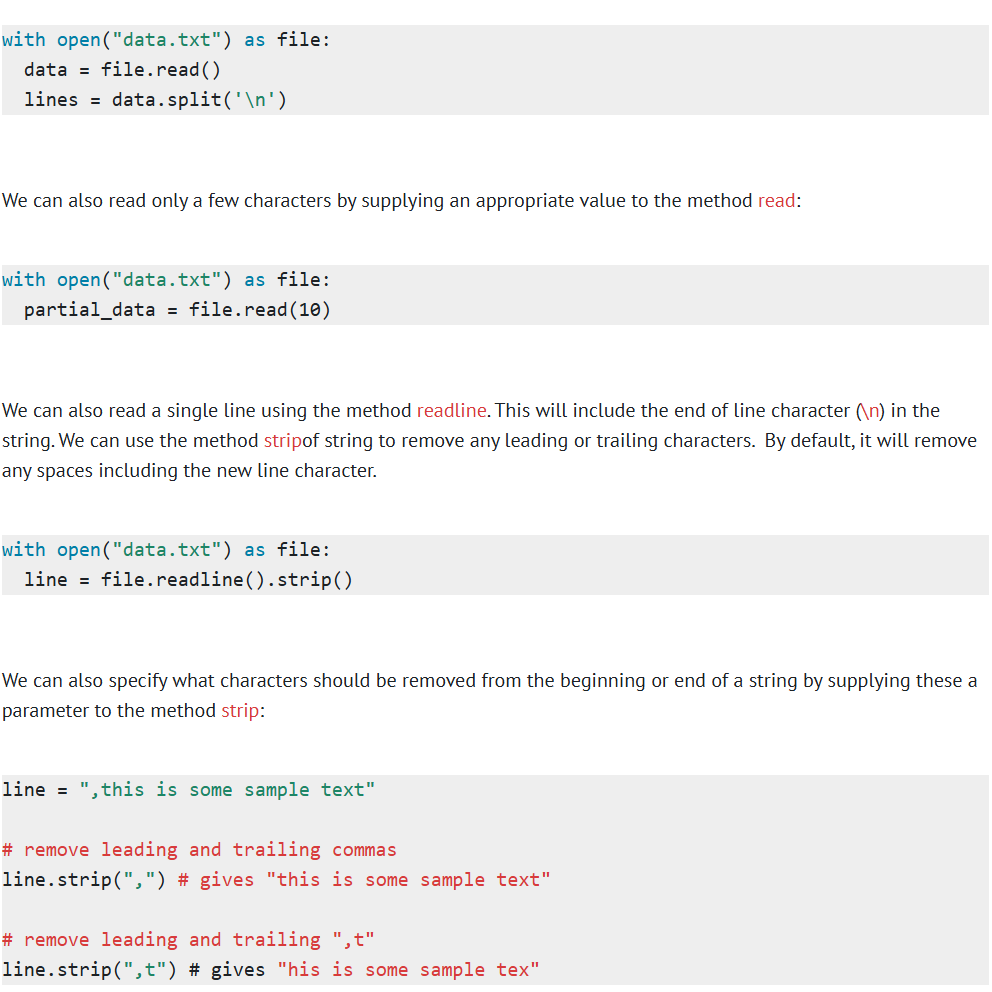 with open("data.txt") as file:
  data = file.read()
  lines = data.split('\n')
We can also read only a few characters by supplying an appropriate value to the method read:
with open("data.txt") as file:
  partial_data = file.read(10)
We can also read a single line using the method readline. This will include the end of line character (\n) in the
string. We can use the method stripof string to remove any leading or trailing characters.  By default, it will remove
any spaces including the new line character.
with open("data.txt") as file:
  line = file.readline().strip()
We can also specify what characters should be removed from the beginning or end of a string by supplying these a
parameter to the method strip:
line = ",this is some sample text"
# remove leading and trailing commas
line.strip(",") # gives "this is some sample text"
# remove leading and trailing ",t"
line.strip(",t") # gives "his is some sample tex"